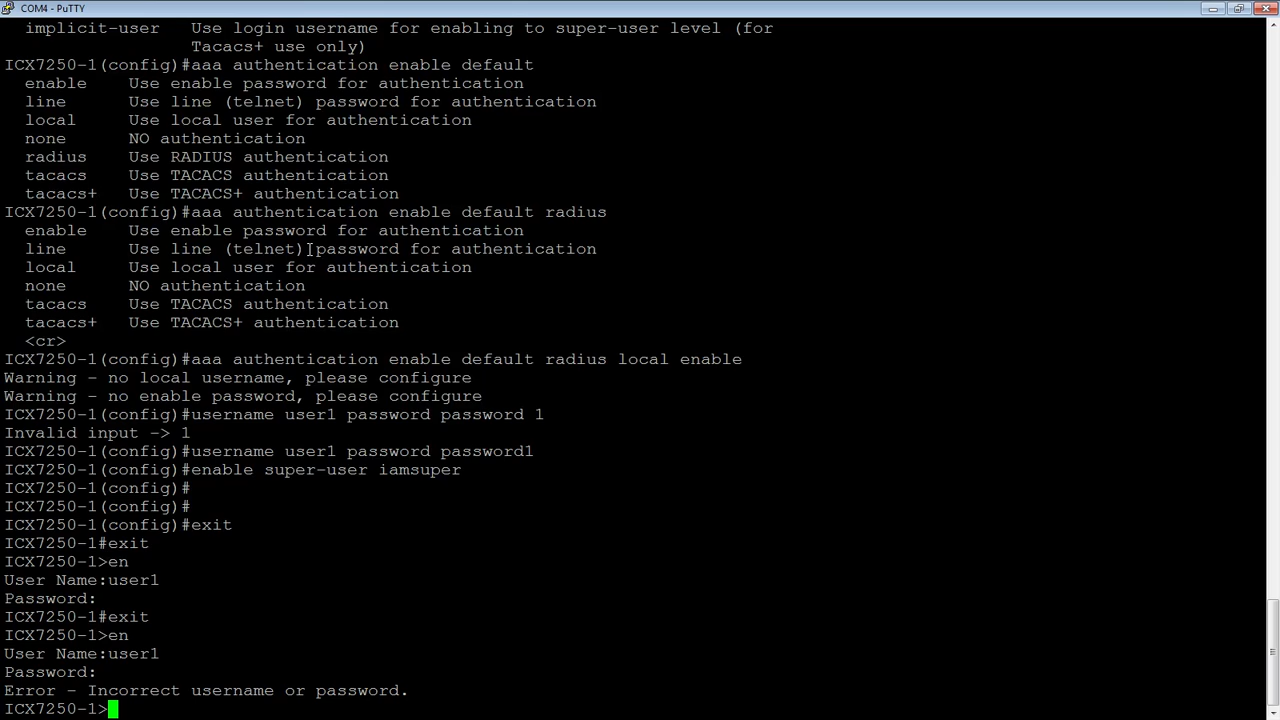 COM4 - PuTTY
implicit-user   Use login username for enabling to super-user level (for
Tacacs+ use only)
ICX7250-1(config)#aaa authentication enable default
enable    Use enable password for authentication
line      Use line (telnet) password for authentication
local     Use local user for authentication
none      NO authentication
radius    Use RADIUS authentication
tacacs    Use TACACS authentication
tacacs+   Use TACACS+ authentication
ICX7250-1(config)#aaa authentication enable default radius
enable    Use enable password for authentication
line      Use line (telnet) password for authentication
local     Use local user for authentication
none      NO authentication
tacacs    Use TACACS authentication
tacacs+   Use TACACS+ authentication
<cr>
ICX7250-1(config)#aaa authentication enable default radius local enable
Warning - no local username, please configure
Warning - no enable password, please configure
ICX7250-1(config)#username user1 password password 1
Invalid input -> 1
ICX7250-1(config)#username user1 password password1
ICX7250-1(config)#enable super-user iamsuper
ICX7250-1(config)#
ICX7250-1(config)#
ICX7250-1(config)#exit
ICX7250-1#exit
ICX7250-1>en
User Name:user1
Password:
ICX7250-1#exit
ICX7250-1>en
User Name:user1
Password:
Error - Incorrect username or password.
ICX7250-1>